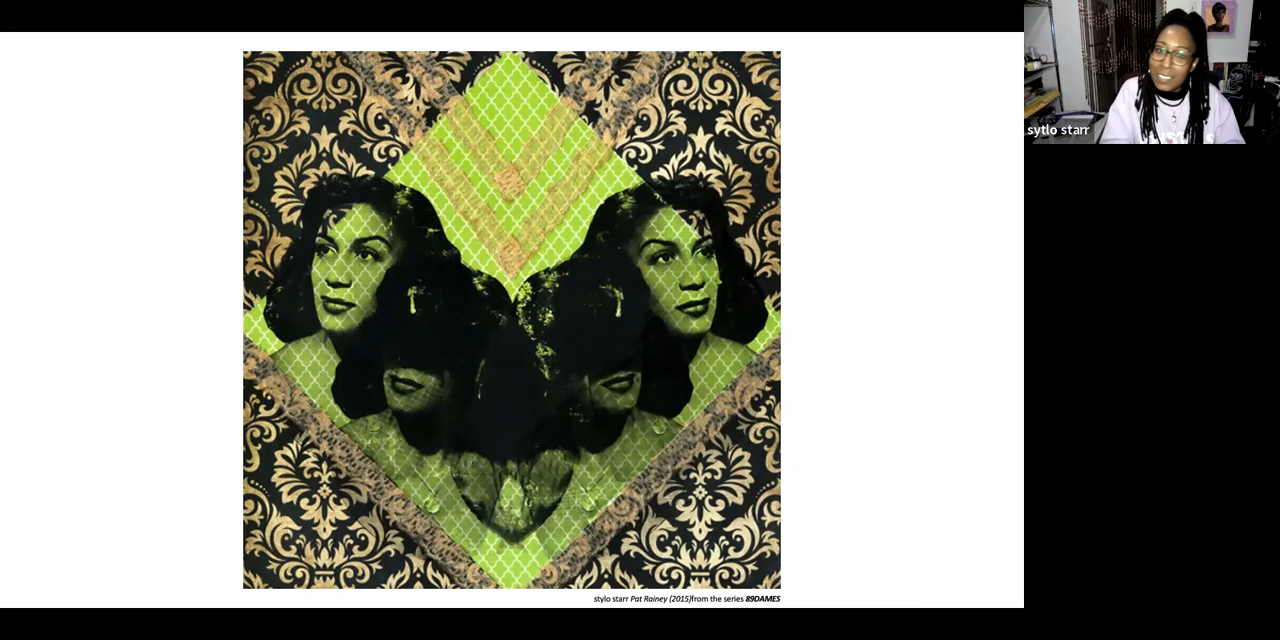 sytlo starr
stylo starr Pat Rainey (2015)from the series 89DAMES